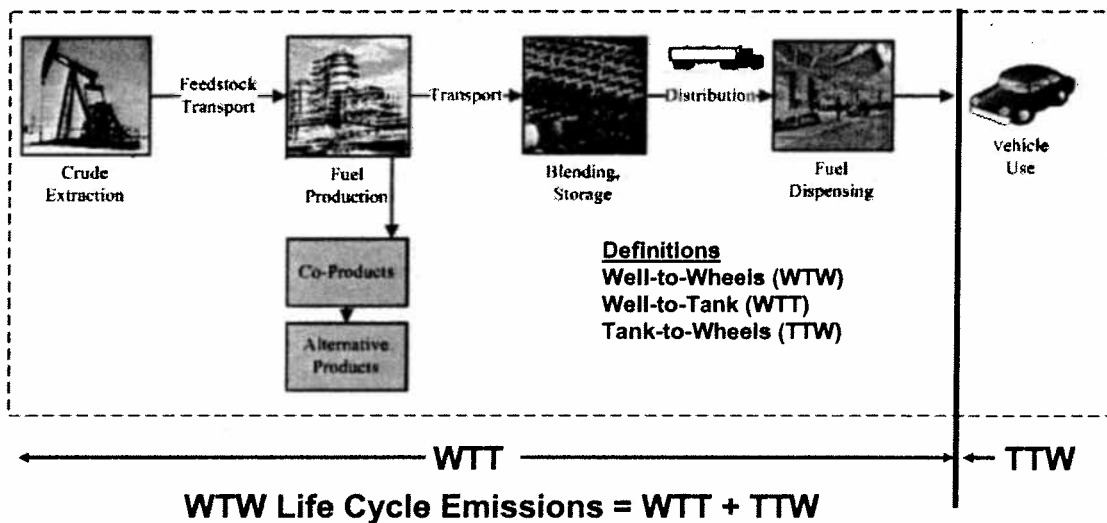 Feedstock
Transport
Transport
Distribution
Crude
Extraction
Fuel
Production
Blending,
Storage
Fuel
Dispensing
Vehicle
Use
Co-Products
Alternative
Products
Definitions
Well-to-Wheels (WTW)
Well-to-Tank (WTT)
Tank-to-Wheels (TTW)
WTT
TTW
WTW Life Cycle Emissions = WTT + TTW